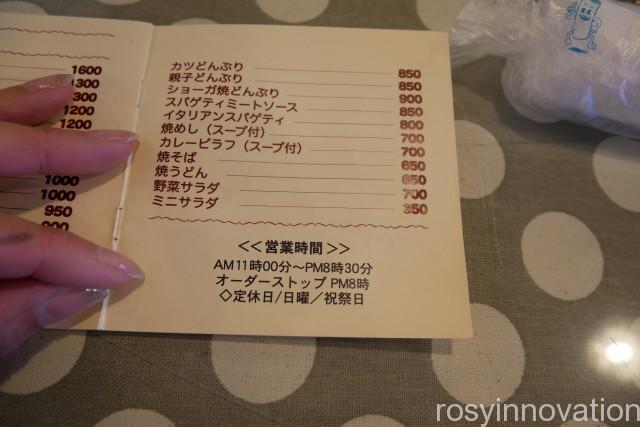 1600
1300
300
1200
1200
1000
1000
950
カツどんぶり 850
親子どんぶり 850
ショーガ焼どんぶり 900
スパゲティミートソース 850
イタリアンスパゲティ 800
焼めし（スープ付） 700
カレーピラフ（スープ付） 700
焼そば 650
焼うどん 650
野菜サラダ 700
ミニサラダ 350
<<営業時間>>
AM11時00分～PM8時30分
オーダーストップ PM8時
◇定休日/日曜／祝祭日
rosyinnovation